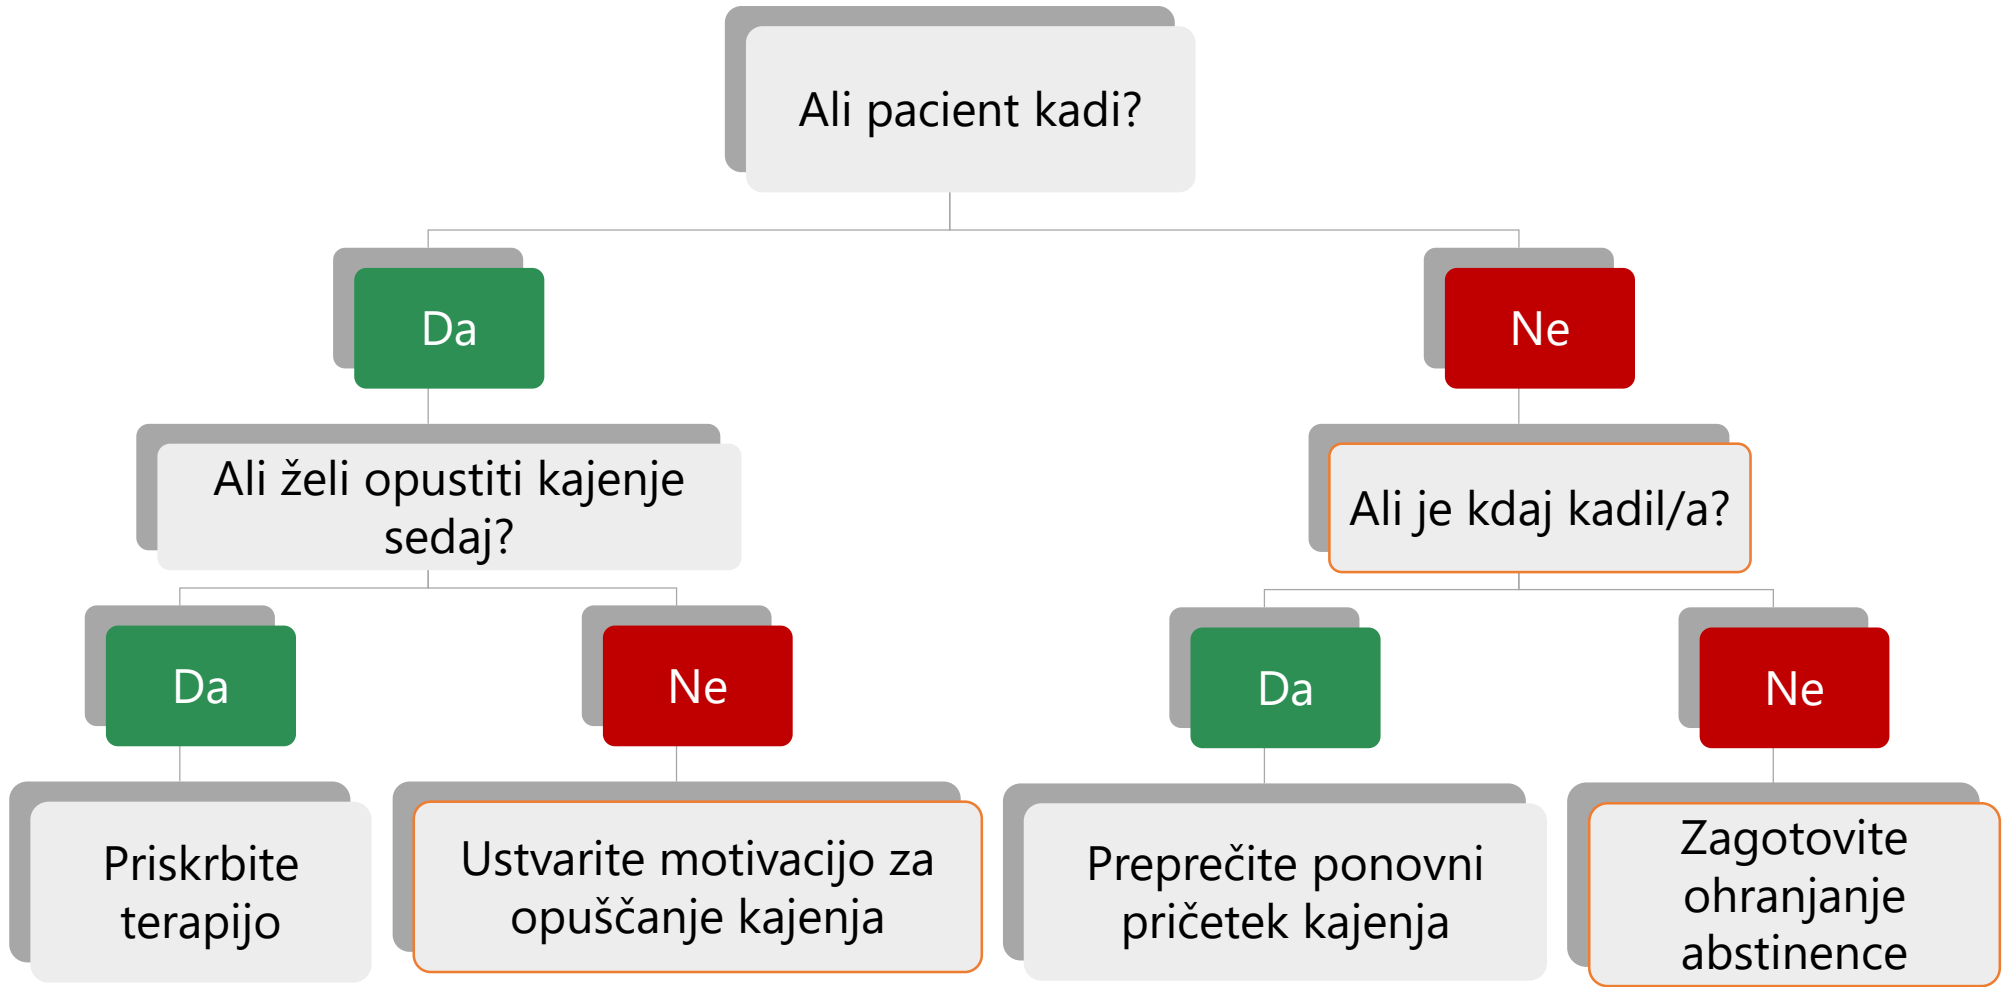 Ali pacient kadi?
Da
Ne
Ali želi opustiti kajenje
sedaj?
Ali je kdaj kadil/a?
Da
Ne
Da
Ne
Priskrbite
terapijo
Ustvarite motivacijo za
opuščanje kajenja
Preprečite ponovni
pričetek kajenja
Zagotovite
ohranjanje
abstinence